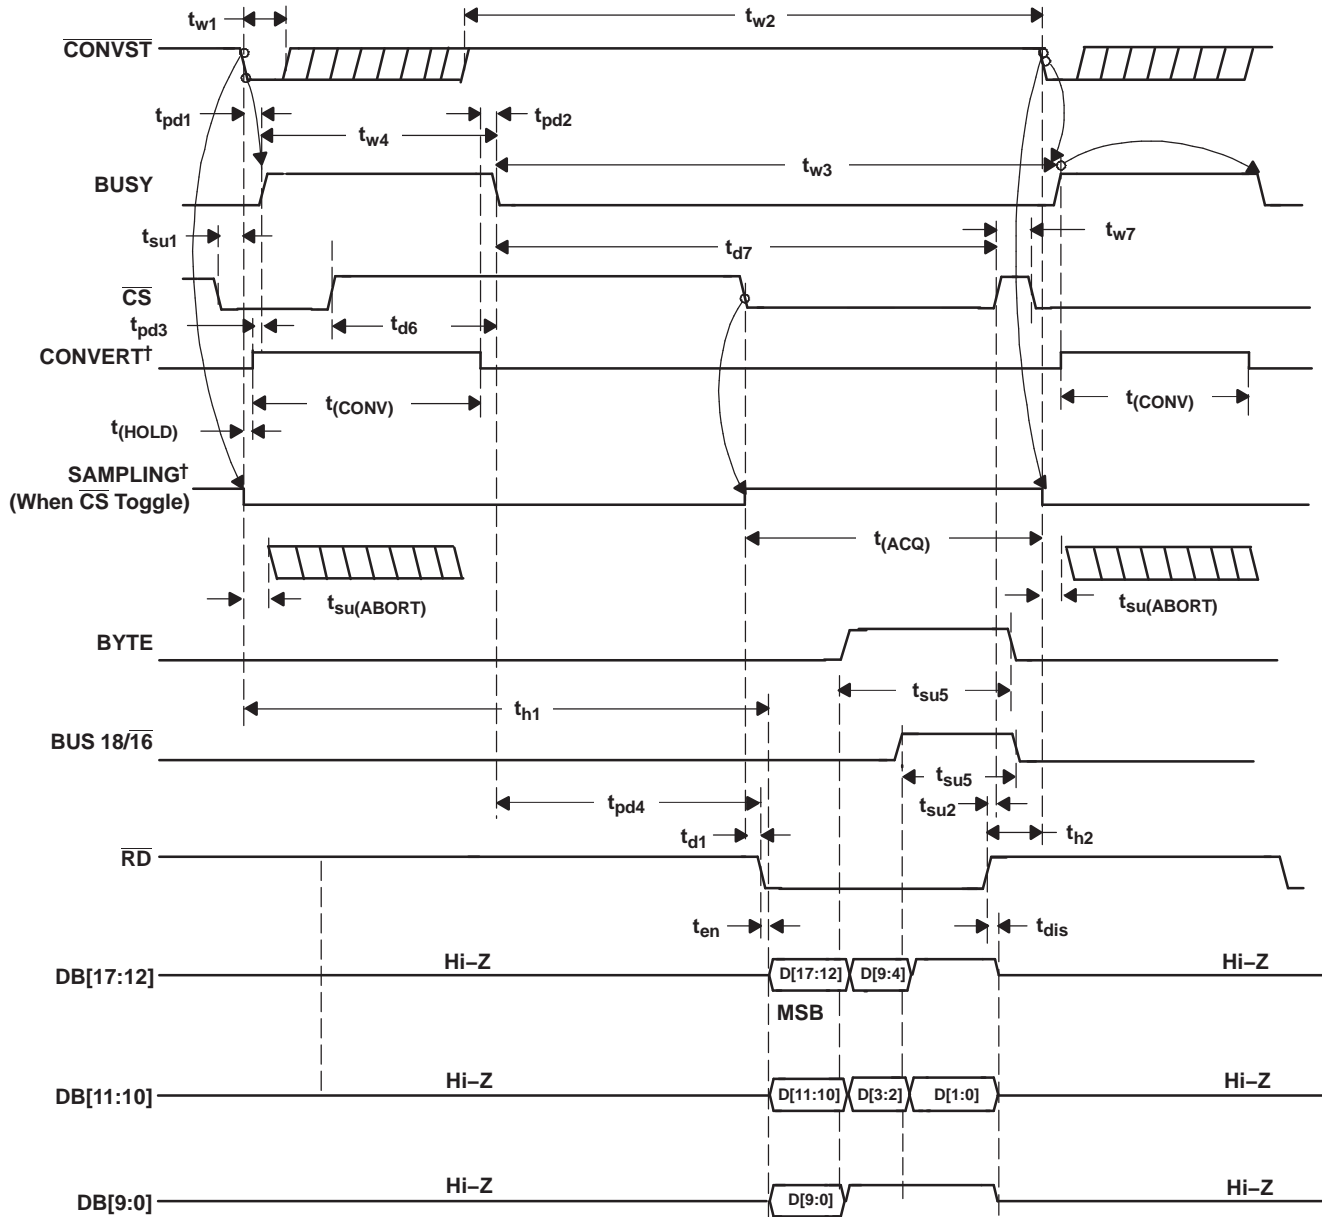 tw1
tw2
CONVST
tpd1
tw4
tpd2
tw3
BUSY
tsu1
td7
tw7
CS
tpd3
td6
CONVERT†
t(CONV)
t(CONV)
t(HOLD)
SAMPLING†
(When CS Toggle)
t(ACQ)
tsu(ABORT)
tsu(ABORT)
BYTE
tsu5
th1
BUS 18/16
tsu5
tpd4
tsu2
td1
th2
RD
ten
tdis
Hi–Z
D[17:12]
D[9:4]
Hi–Z
DB[17:12]
MSB
Hi–Z
D[11:10]
D[3:2]
D[1:0]
Hi–Z
DB[11:10]
Hi–Z
D[9:0]
Hi–Z
DB[9:0]